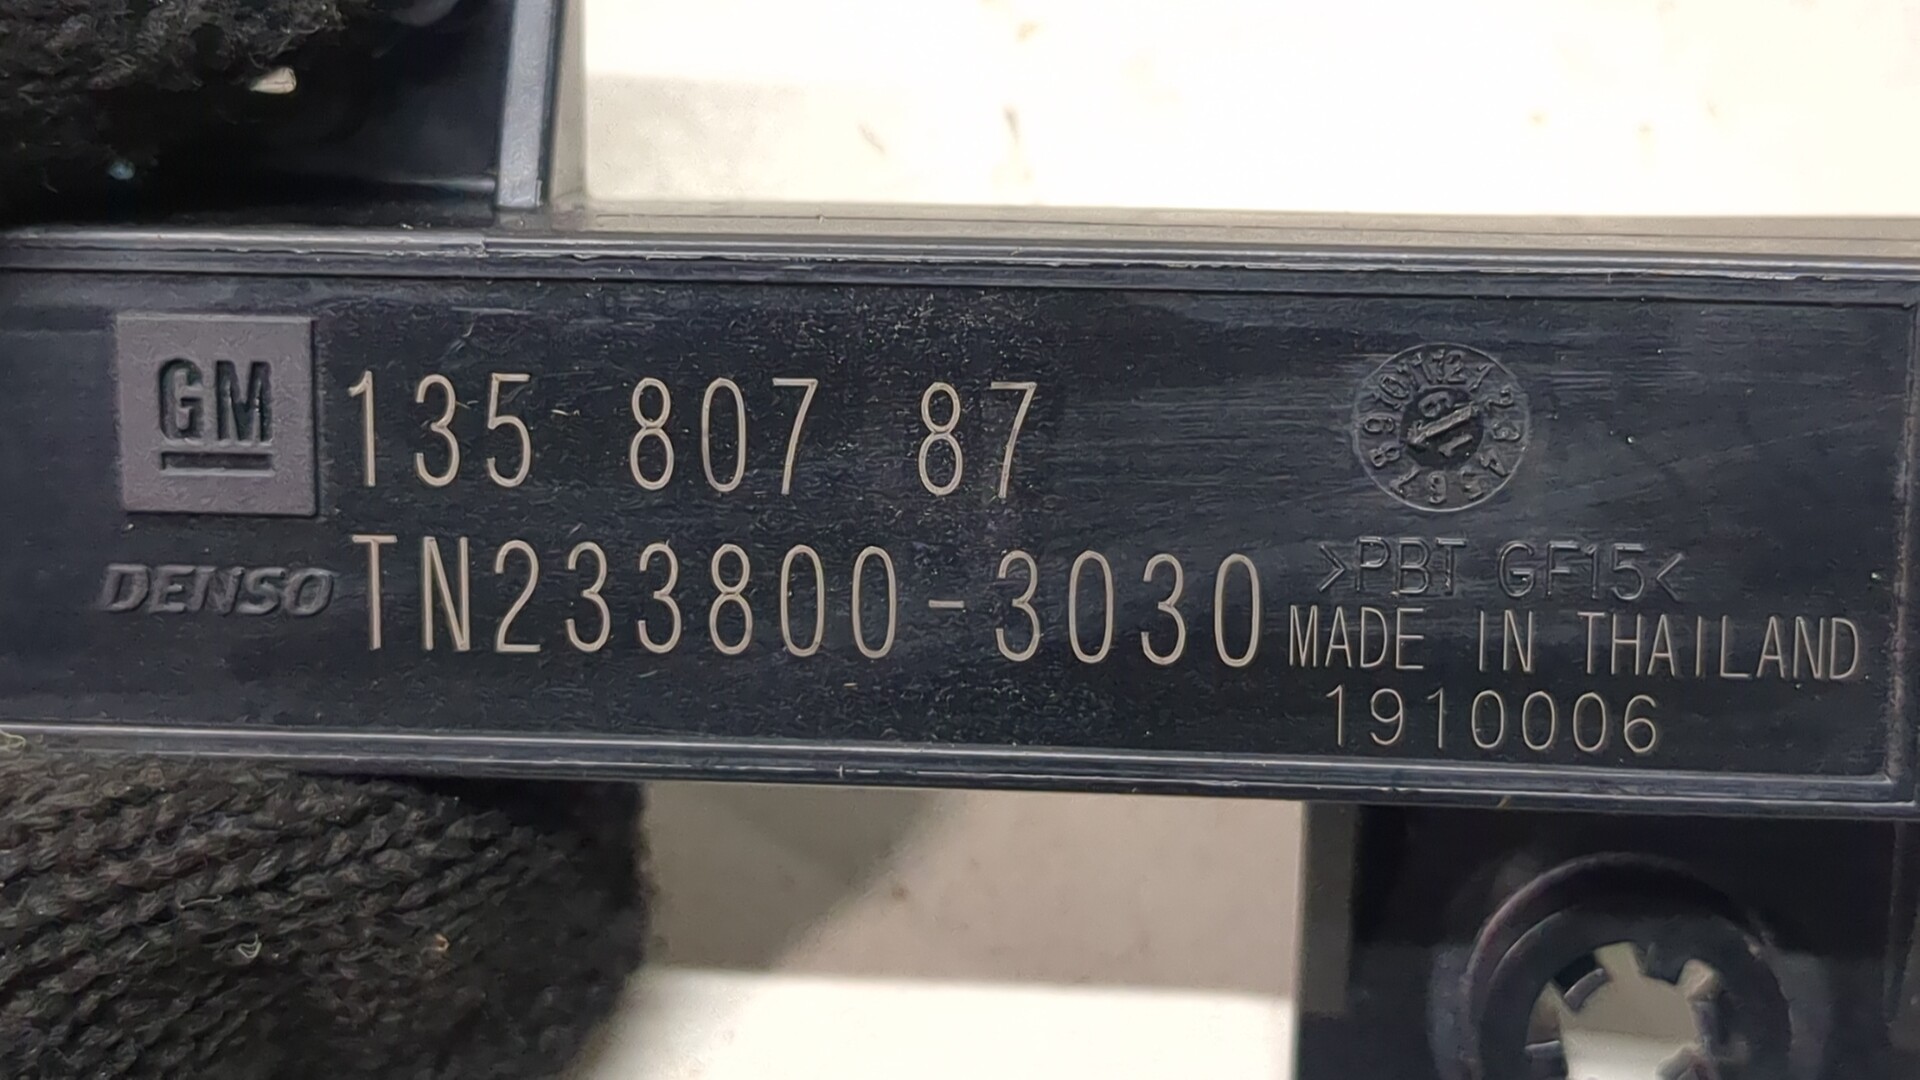 GM 135 807 87
DENSO TN233800-3030
>PBT GF15<
MADE IN THAILAND
1910006